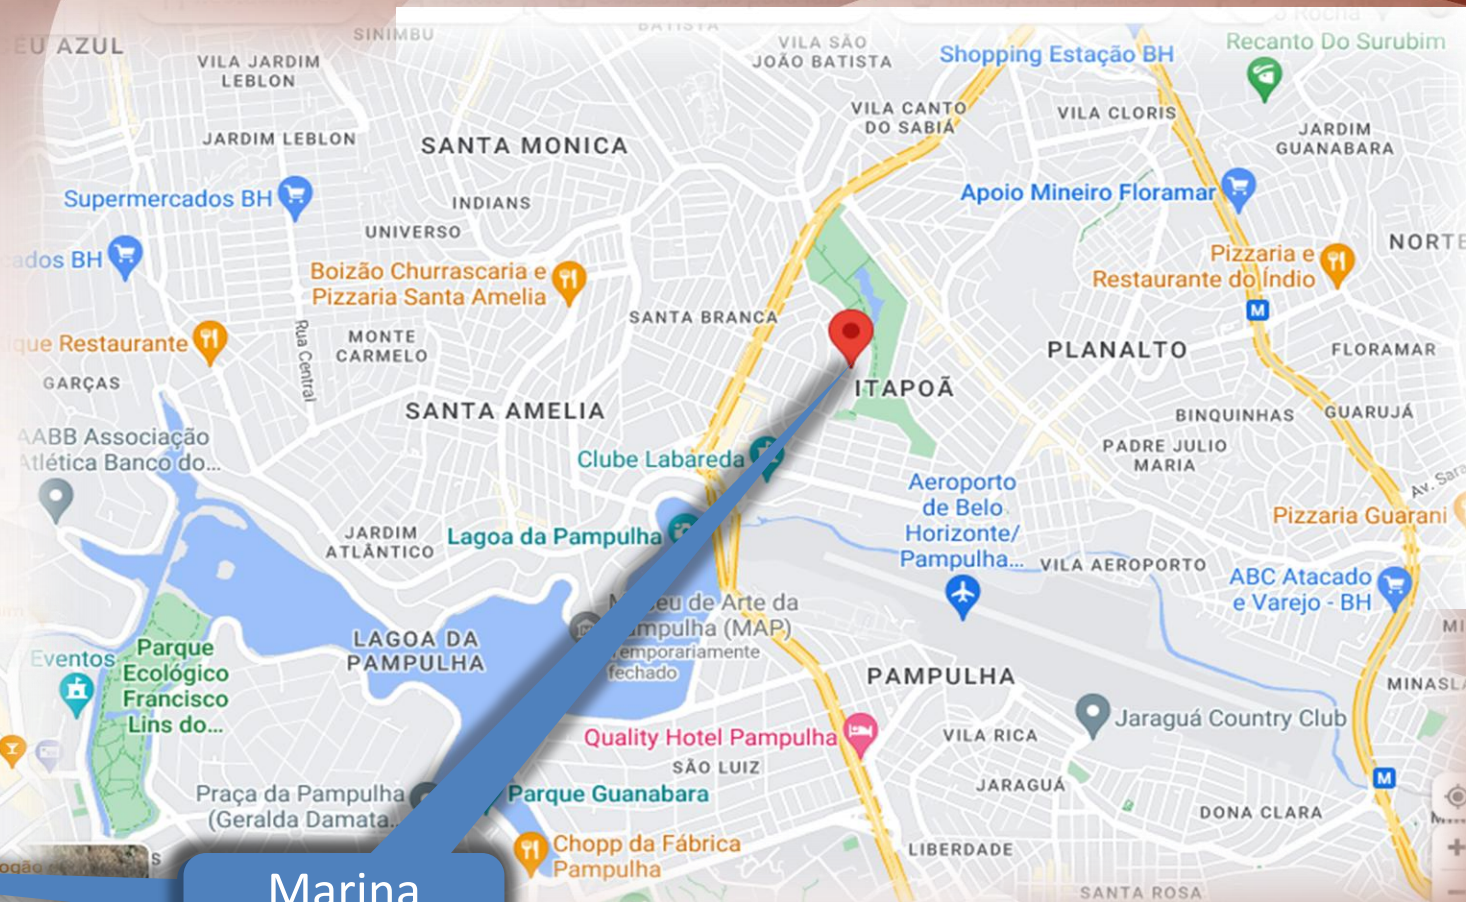 SINIMBU
BATISTA
Rocha
EU AZUL
VILA JARDIM
LEBLON
VILA SÃO
JOÃO BATISTA
Shopping Estação BH
Recanto Do Surubim
JARDIM LEBLON
SANTA MONICA
VILA CANTO
DO SABIÁ
VILA CLORIS
JARDIM
GUANABARA
Supermercados BH
INDIANS
Apoio Mineiro Floramar
UNIVERSO
ados BH
NORTE
Boizão Churrascaria e
Pizzaria Santa Amelia
Pizzaria e
Restaurante do Índio
SANTA BRANCA
M
que Restaurante
Rua Central
MONTE
CARMELO
PLANALTO
FLORAMAR
GARÇAS
ITAPOÃ
SANTA AMELIA
BINQUINHAS
GUARUJÁ
AABB Associação
Atlética Banco do...
Clube Labareda
PADRE JULIO
MARIA
Av. Sara
Aeroporto
de Belo
Horizonte/
Pampulha...
Pizzaria Guarani
JARDIM
ATLÂNTICO
Lagoa da Pampulha
VILA AEROPORTO
ABC Atacado
e Varejo - BH
eu de Arte da
mpulha (MAP)
emporariamente
fechado
MI
LAGOA DA
PAMPULHA
Eventos
Parque
Ecológico
Francisco
Lins do...
PAMPULHA
MINASL
Jaraguá Country Club
Quality Hotel Pampulha
VILA RICA
SÃO LUIZ
JARAGUÁ
M
Praça da Pampulha
(Geralda Damata...
Parque Guanabara
DONA CLARA
Chopp da Fábrica
Pampulha
LIBERDADE
S
Marina
SANTA ROSA